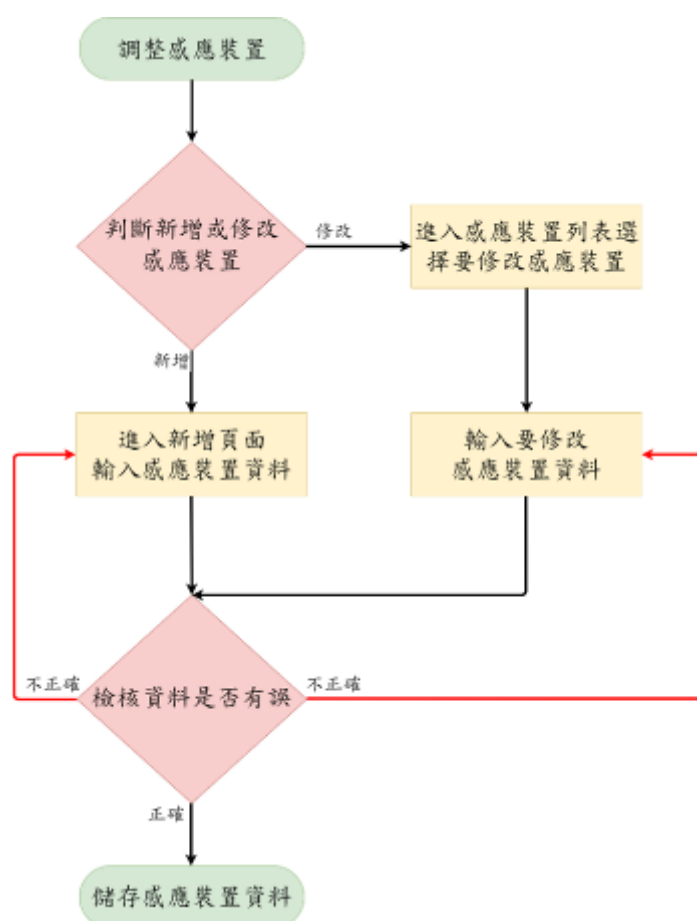 調整感應裝置
判斷新增或修改
感應裝置
修改
進入感應裝置列表選
擇要修改感應裝置
新增
進入新增頁面
輸入感應裝置資料
輸入要修改
感應裝置資料
不正確
檢核資料是否有誤
不正確
正確
儲存感應裝置資料